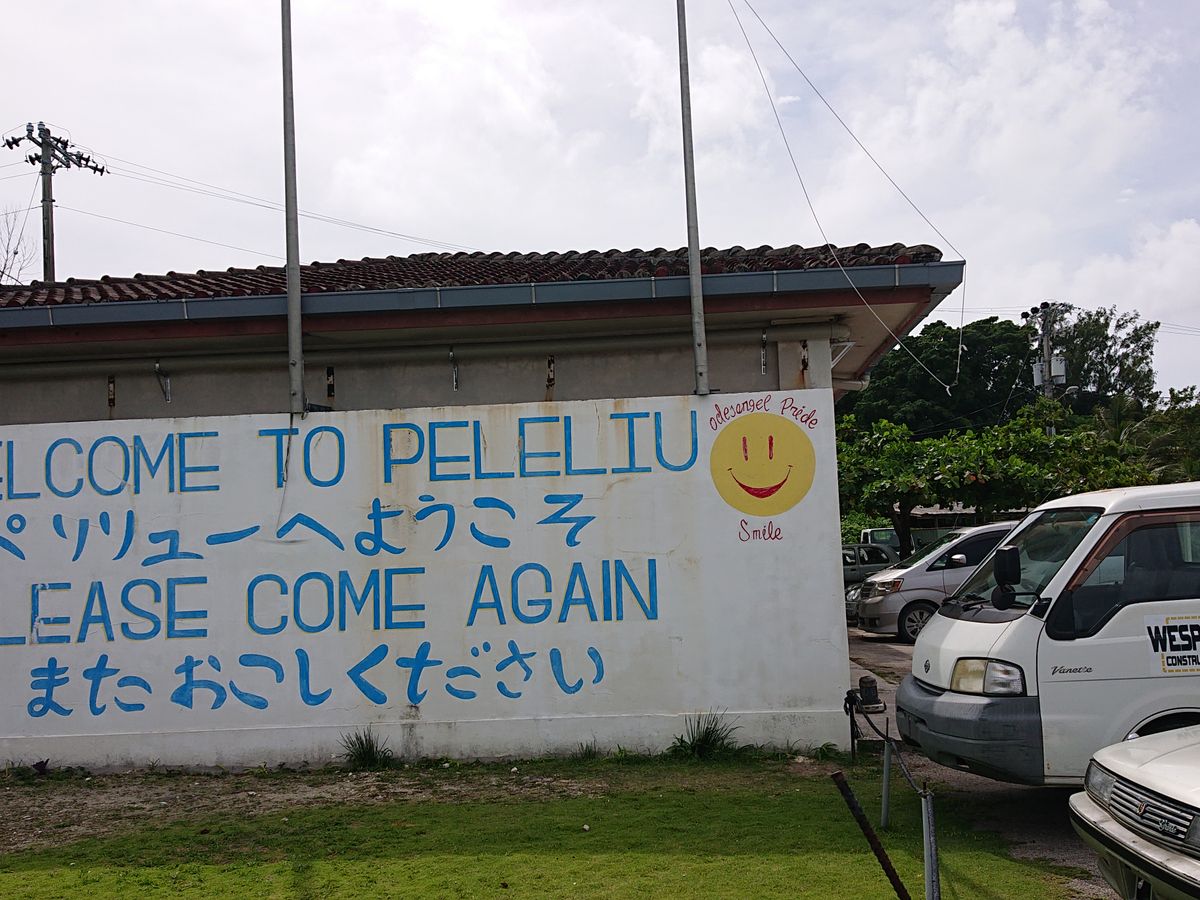 ELCOME TO PELELIU
ペリリューへようこそ
LEASE COME AGAIN
またおこしください
odesangel Pride
Smile
Vanette
WESP
CONSTRU